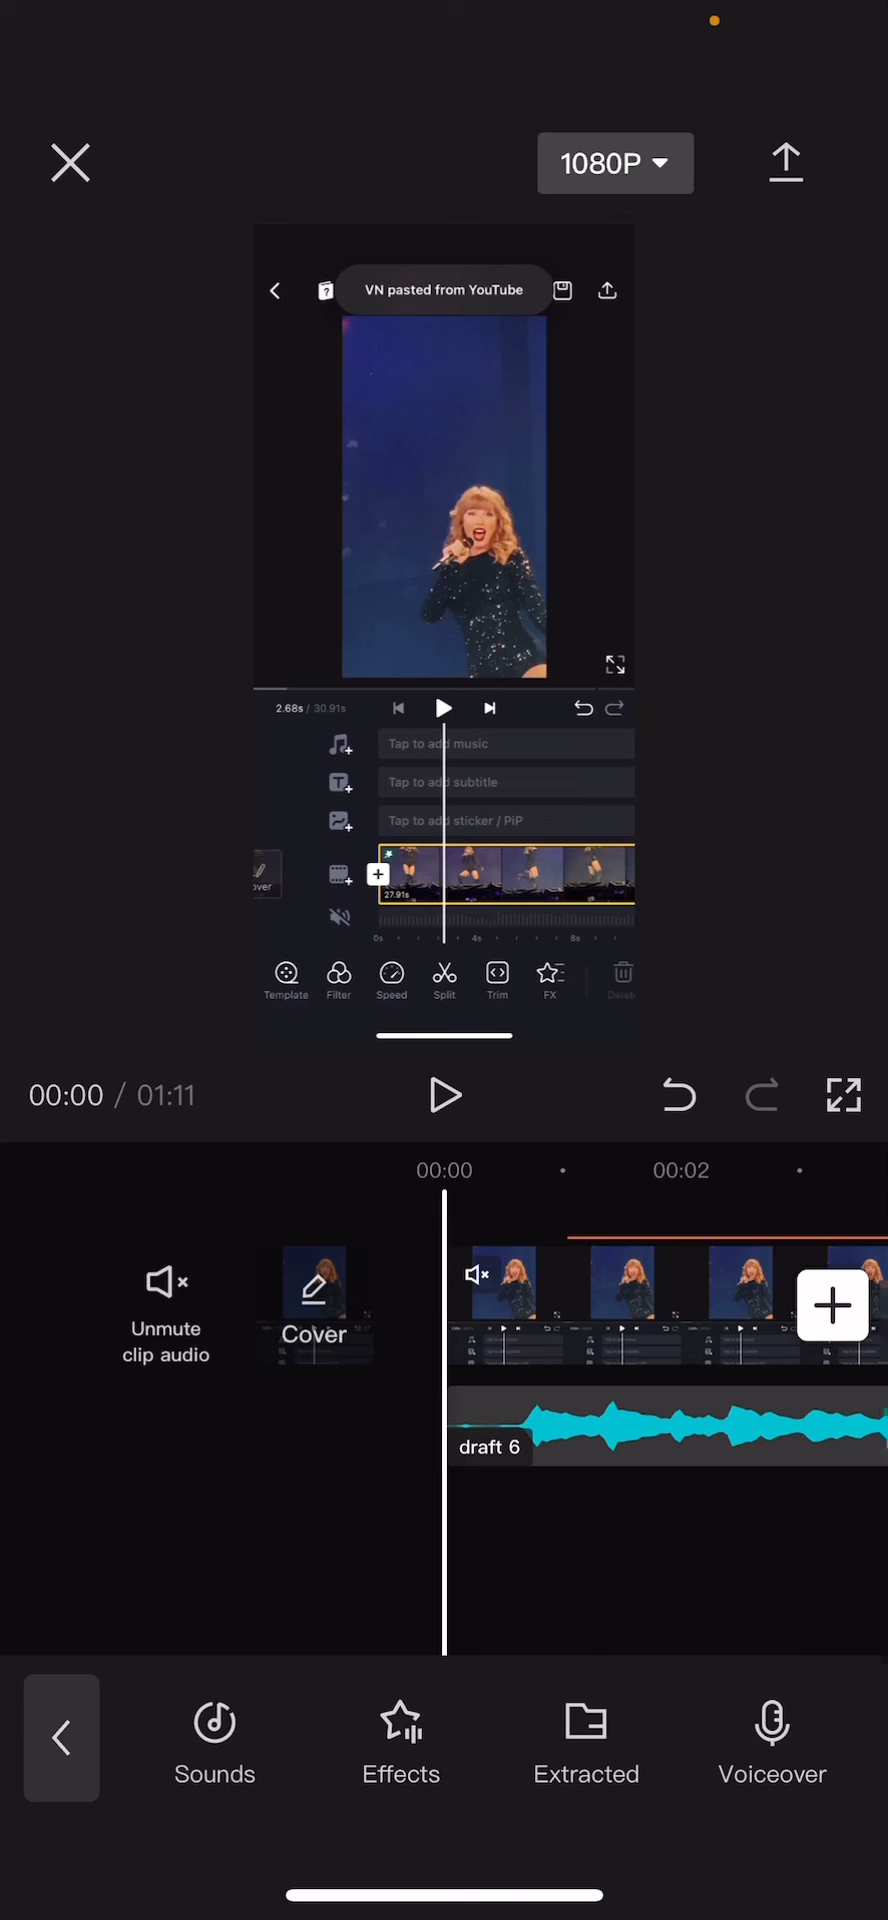 1080P
VN pasted from YouTube
2.68s / 30.91s
Tap to add music
Tap to add subtitle
Tap to add sticker / PiP
over
27.91s
0s 4s 8s
Template Filter Speed Split Trim FX Delete
00:00 / 01:11
00:00 00:02
Unmute
clip audio
Cover
draft 6
Sounds Effects Extracted Voiceover